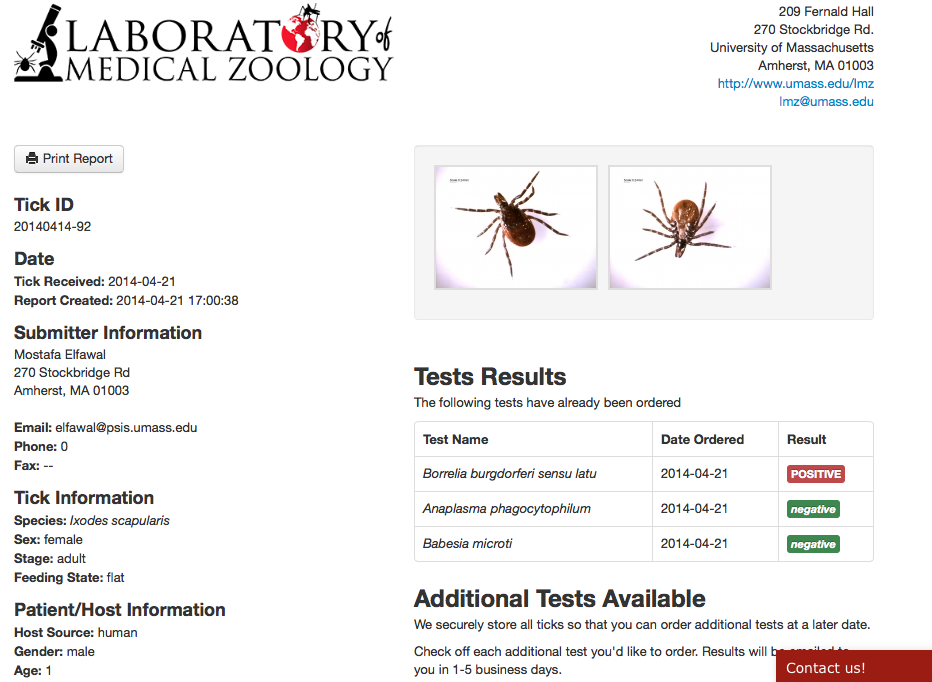 LABORATORY of
MEDICAL ZOOLOGY
209 Fernald Hall
270 Stockbridge Rd.
University of Massachusetts
Amherst, MA 01003
http://www.umass.edu/lmz
lmz@umass.edu
Print Report
Tick ID
20140414-92
Date
Tick Received: 2014-04-21
Report Created: 2014-04-21 17:00:38
Submitter Information
Mostafa Elfawal
270 Stockbridge Rd
Amherst, MA 01003
Email: elfawal@psis.umass.edu
Phone: 0
Fax: --
Tick Information
Species: Ixodes scapularis
Sex: female
Stage: adult
Feeding State: flat
Patient/Host Information
Host Source: human
Gender: male
Age: 1
Tests Results
The following tests have already been ordered
Test Name Date Ordered Result
Borrelia burgdorferi sensu latu 2014-04-21 POSITIVE
Anaplasma phagocytophilum 2014-04-21 negative
Babesia microti 2014-04-21 negative
Additional Tests Available
We securely store all ticks so that you can order additional tests at a later date.
Check off each additional test you'd like to order. Results will be emailed to
you in 1-5 business days.
Contact us!